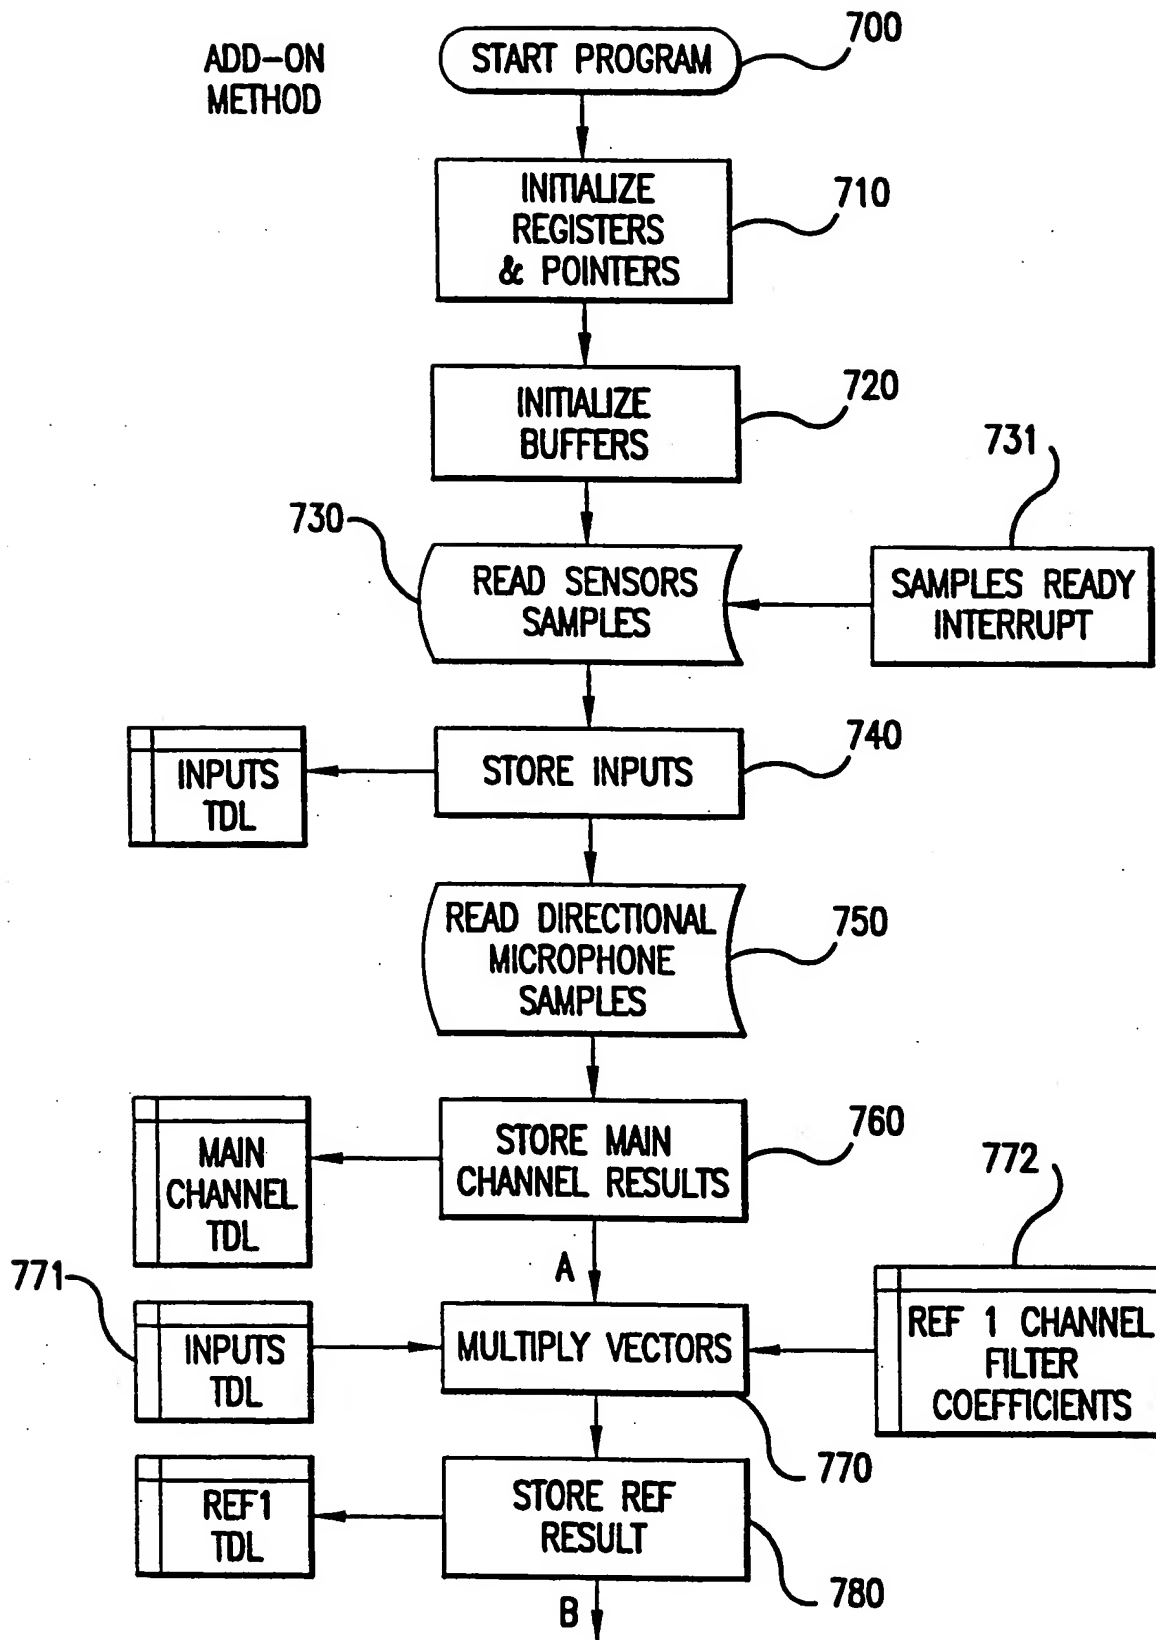 ADD-ON
METHOD
START PROGRAM
700
INITIALIZE
REGISTERS
& POINTERS
710
INITIALIZE
BUFFERS
720
730
READ SENSORS
SAMPLES
731
SAMPLES READY
INTERRUPT
INPUTS
TDL
STORE INPUTS
740
READ DIRECTIONAL
MICROPHONE
SAMPLES
750
MAIN
CHANNEL
TDL
STORE MAIN
CHANNEL RESULTS
760
A
771
INPUTS
TDL
MULTIPLY VECTORS
770
772
REF 1 CHANNEL
FILTER
COEFFICIENTS
REF1
TDL
STORE REF
RESULT
780
B